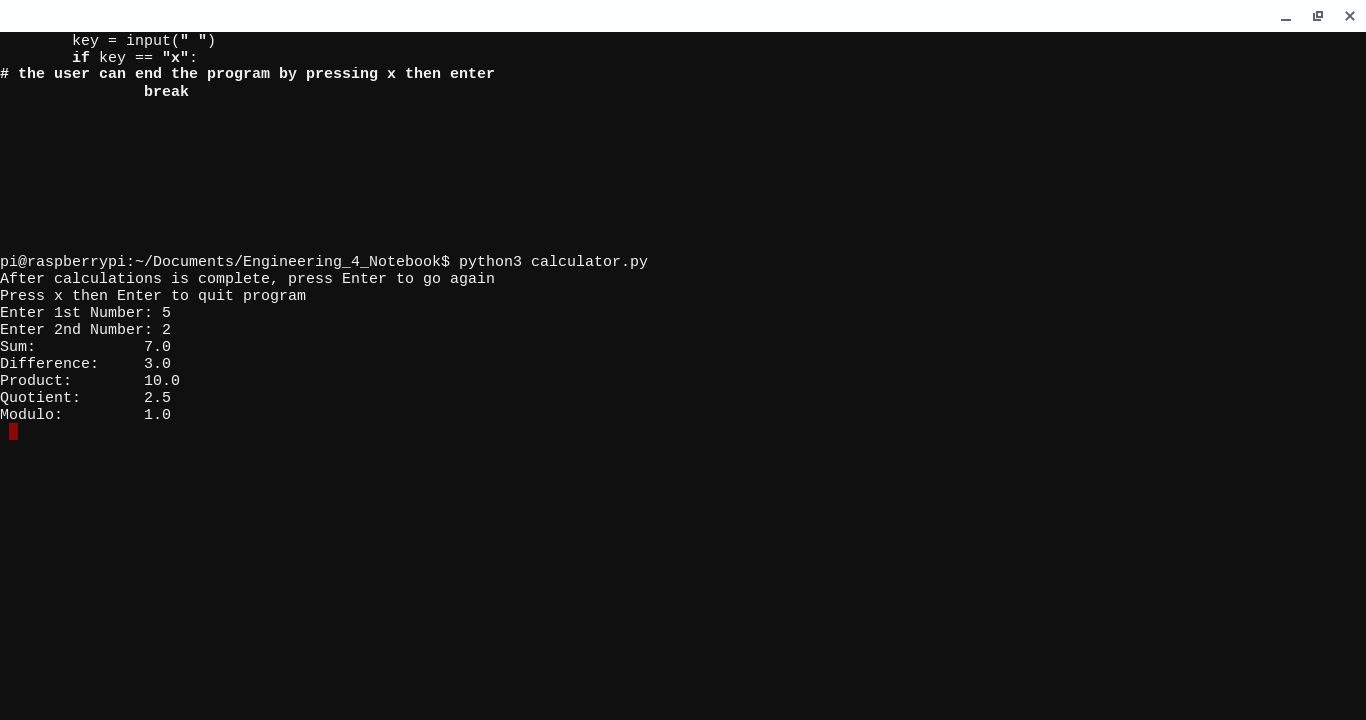 key = input(" ")
        if key == "x":
# the user can end the program by pressing x then enter
                break
pi@raspberrypi:~/Documents/Engineering_4_Notebook$ python3 calculator.py
After calculations is complete, press Enter to go again
Press x then Enter to quit program
Enter 1st Number: 5
Enter 2nd Number: 2
Sum:            7.0
Difference:     3.0
Product:        10.0
Quotient:       2.5
Modulo:         1.0